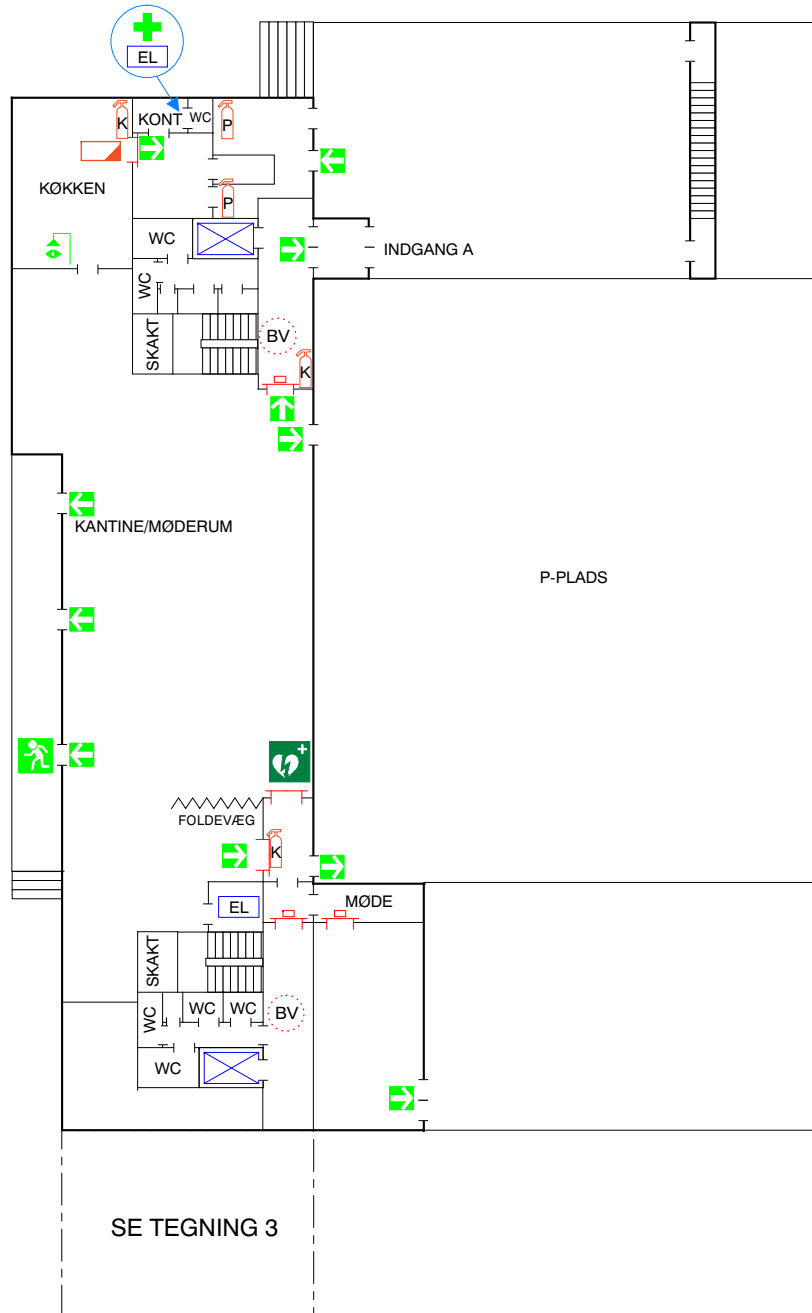 EL
K
KONT
WC
P
KØKKEN
P
WC
INDGANG A
WC
SKAKT
BV
K
KANTINE/MØDERUM
P-PLADS
FOLDEVÆG
K
EL
MØDE
SKAKT
WC
WC
WC
BV
WC
SE TEGNING 3